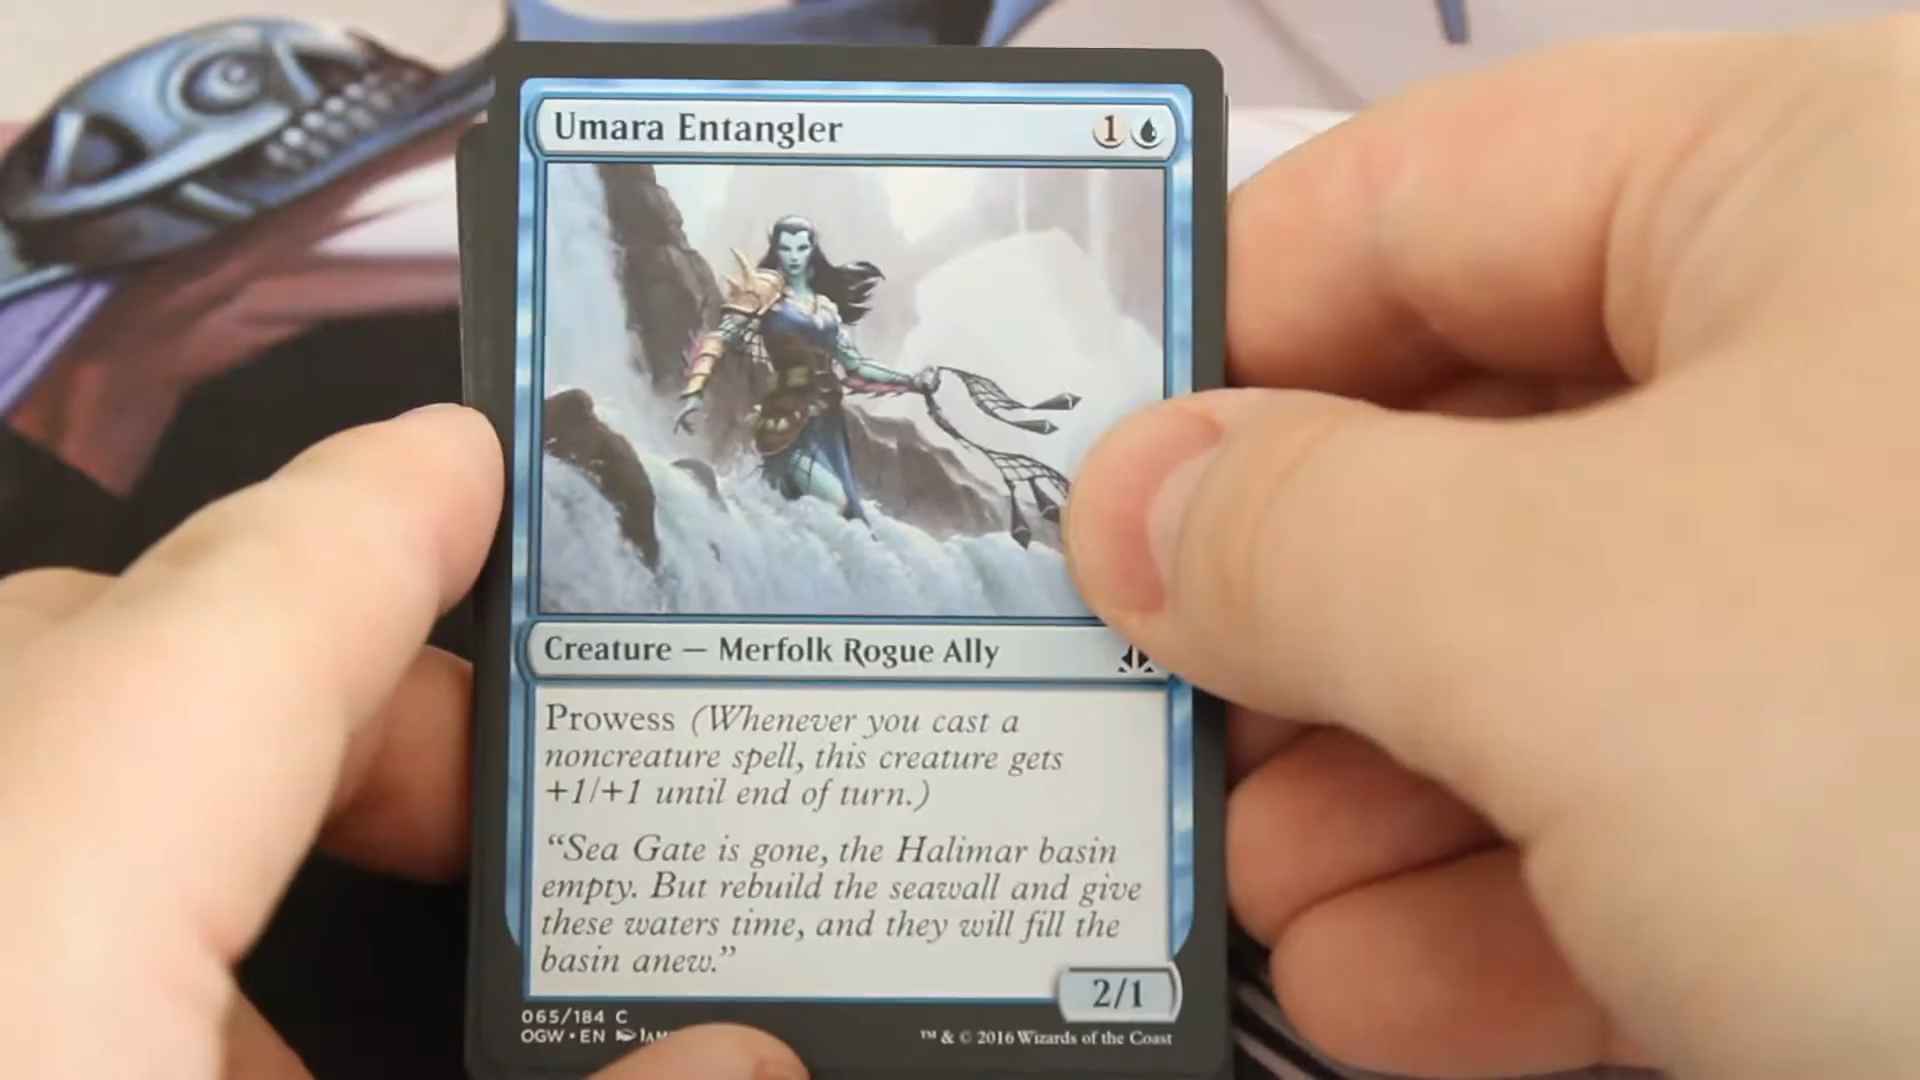 Umara Entangler 1
Creature — Merfolk Rogue Ally
Prowess (Whenever you cast a
noncreature spell, this creature gets
+1/+1 until end of turn.)
“Sea Gate is gone, the Halimar basin
empty. But rebuild the seawall and give
these waters time, and they will fill the
basin anew.”
2/1
065/184 C
OGW • EN
™ & © 2016 Wizards of the Coast